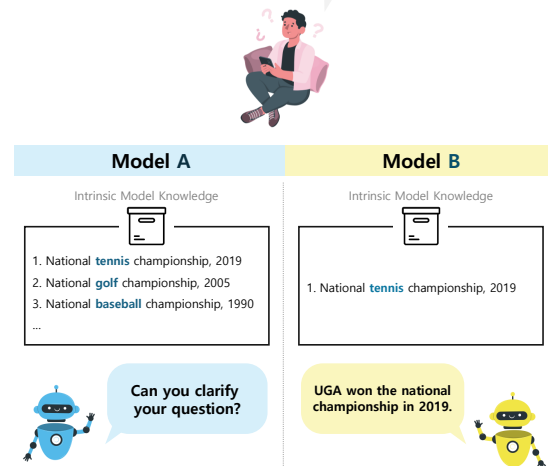 Model A
Model B
Intrinsic Model Knowledge
1. National tennis championship, 2019
2. National golf championship, 2005
3. National baseball championship, 1990
...
Intrinsic Model Knowledge
1. National tennis championship, 2019
Can you clarify
your question?
UGA won the national
championship in 2019.